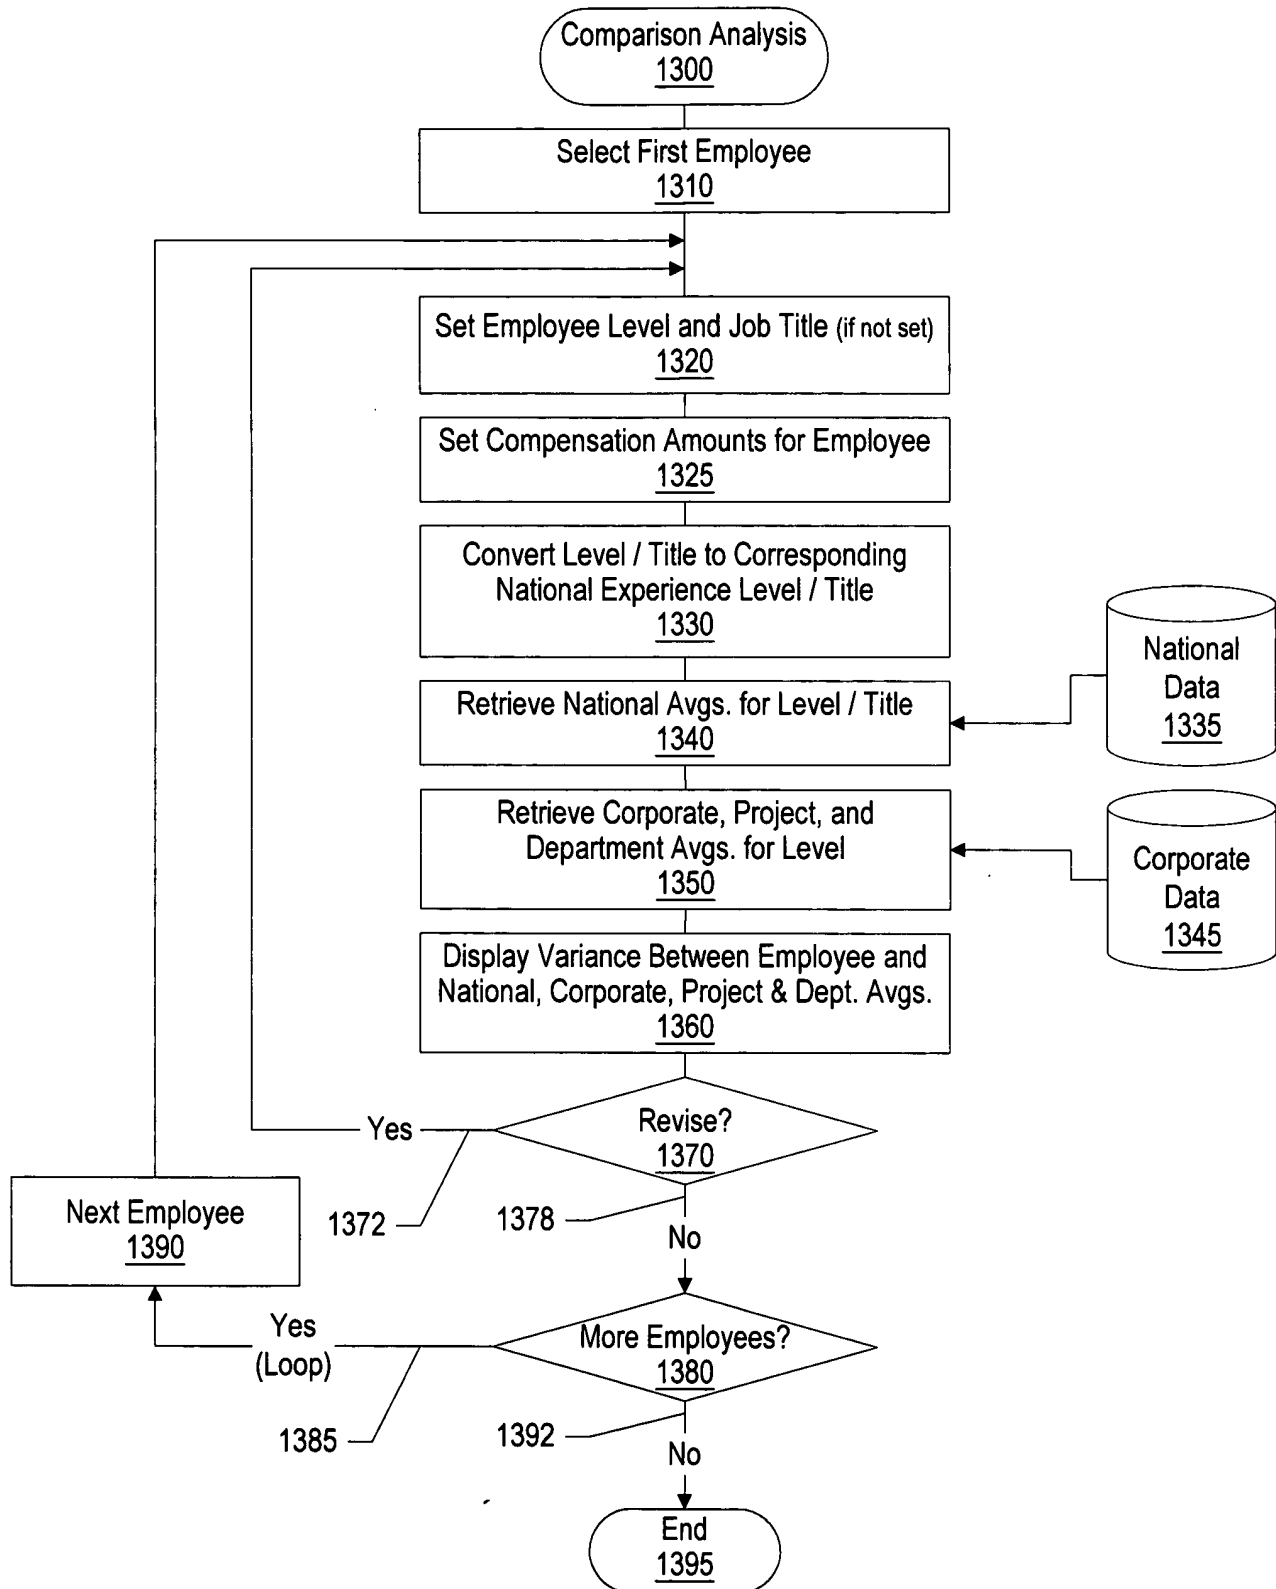 Comparison Analysis
1300
Select First Employee
1310
Set Employee Level and Job Title (if not set)
1320
Set Compensation Amounts for Employee
1325
Convert Level / Title to Corresponding
National Experience Level / Title
1330
National
Data
1335
Retrieve National Avgs. for Level / Title
1340
Retrieve Corporate, Project, and
Department Avgs. for Level
1350
Corporate
Data
1345
Display Variance Between Employee and
National, Corporate, Project & Dept. Avgs.
1360
Revise?
1370
Yes
1372
1378
No
Next Employee
1390
More Employees?
1380
Yes
(Loop)
1385
1392
No
End
1395